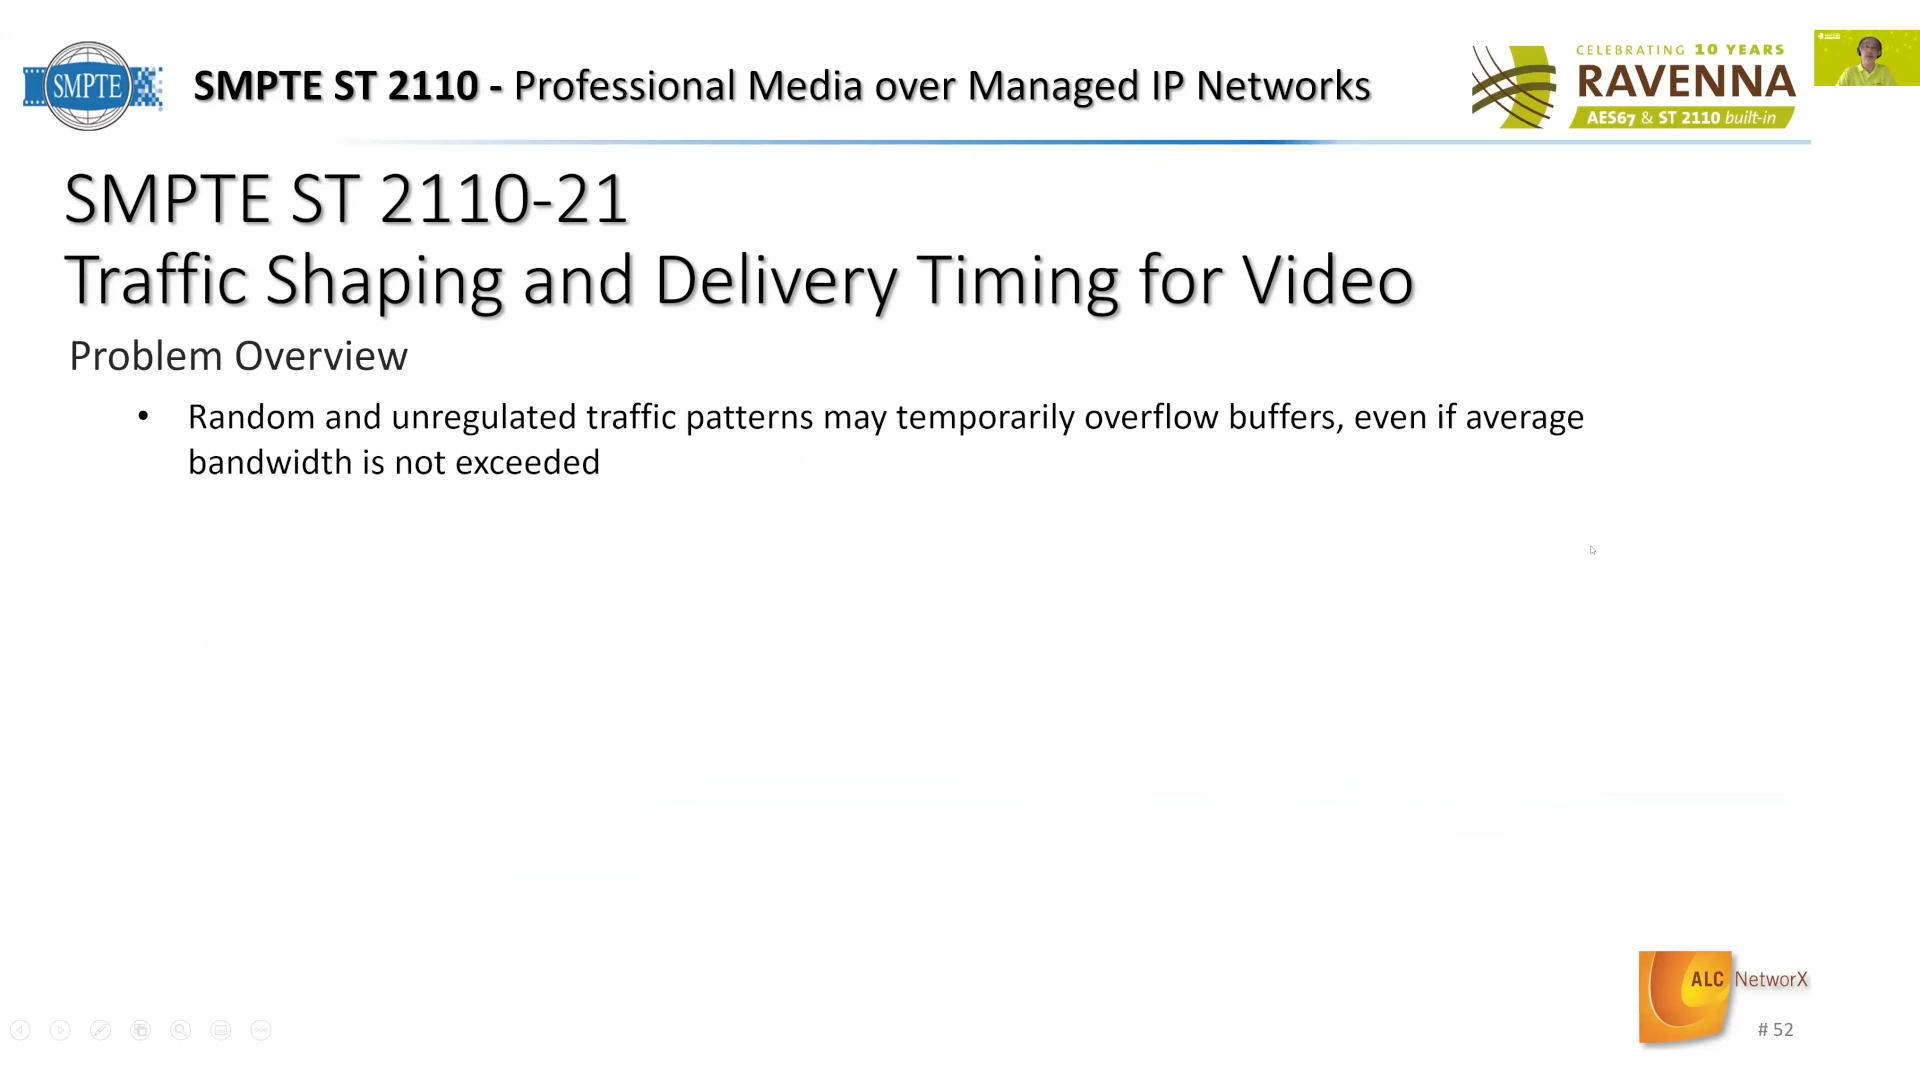 SMPTE
SMPTE ST 2110 - Professional Media over Managed IP Networks
CELEBRATING 10 YEARS
RAVENNA
AES67 & ST 2110 built-in
SMPTE ST 2110-21
Traffic Shaping and Delivery Timing for Video
Problem Overview
• Random and unregulated traffic patterns may temporarily overflow buffers, even if average
bandwidth is not exceeded
ALC NetworX
# 52